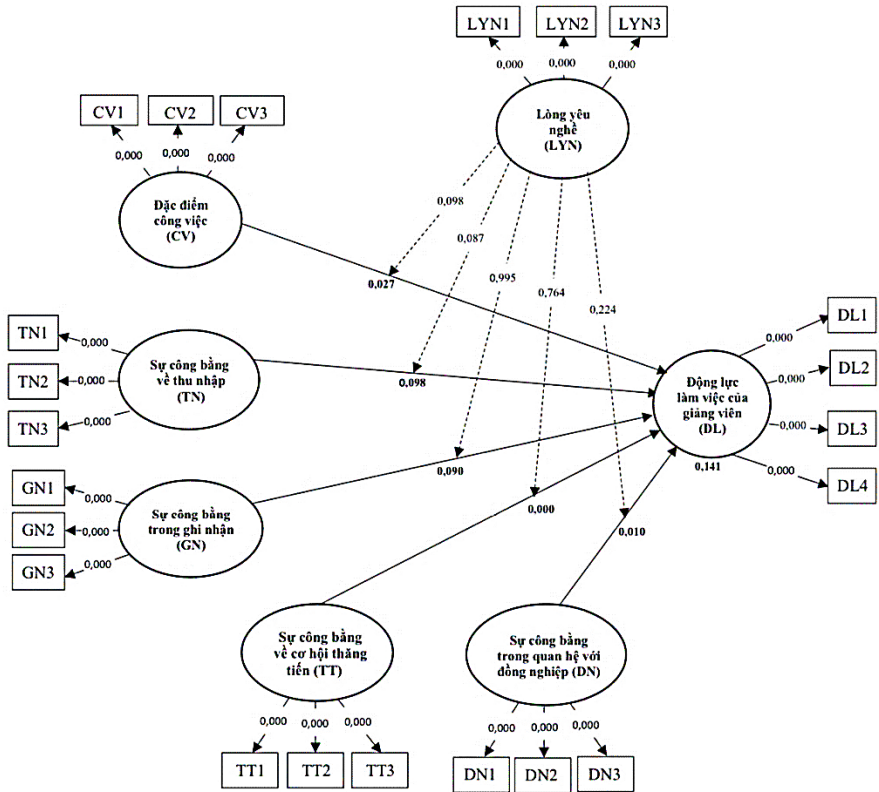 LYN1 LYN2 LYN3
0,000 0,000 0,000
Lòng yêu
nghề
(LYN)
CV1 CV2 CV3
0,000 0,000 0,000
Đặc điểm
công việc
(CV)
0,098
0,087
0,995
0,764
0,224
0,027
TN1
TN2
TN3
0,000
0,000
0,000
Sự công bằng
về thu nhập
(TN)
0,098
DL1
DL2
DL3
DL4
0,000
0,000
0,000
0,000
Động lực
làm việc của
giảng viên
(DL)
0,141
GN1
GN2
GN3
0,000
0,000
0,000
Sự công bằng
trong ghi nhận
(GN)
0,090
0,000
0,010
Sự công bằng
về cơ hội thăng
tiến (TT)
0,000 0,000 0,000
TT1 TT2 TT3
Sự công bằng
trong quan hệ với
đồng nghiệp (DN)
0,000 0,000 0,000
DN1 DN2 DN3